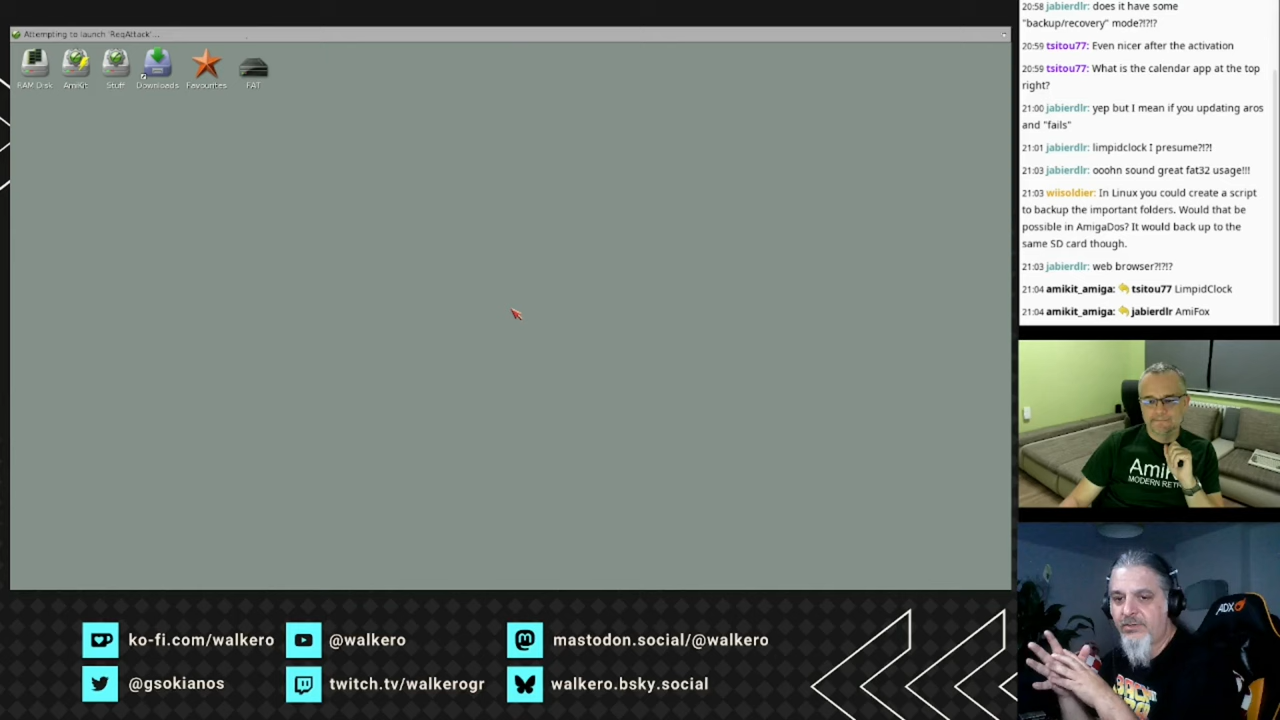 Attempting to launch 'ReqAttack'...
RAM Disk
AmiKit
Stuff
Downloads
Favourites
FAT
20:58 jabierdlr: does it have some
"backup/recovery" mode?!?!?
20:59 tsitou77: Even nicer after the activation
20:59 tsitou77: What is the calendar app at the top
right?
21:00 jabierdlr: yep but I mean if you updating aros
and "fails"
21:01 jabierdlr: limpidclock I presume?!?!
21:03 jabierdlr: ooohn sound great fat32 usage!!!
21:03 wiisoldier: In Linux you could create a script
to backup the important folders. Would that be
possible in AmigaDos? It would back up to the
same SD card though.
21:03 jabierdlr: web browser?!?!?
21:04 amikit_amiga: tsitou77 LimpidClock
21:04 amikit_amiga: jabierdlr AmiFox
MODERN RET
ADX
ko-fi.com/walkero
@walkero
mastodon.social/@walkero
@gsokianos
twitch.tv/walkerogr
walkero.bsky.social